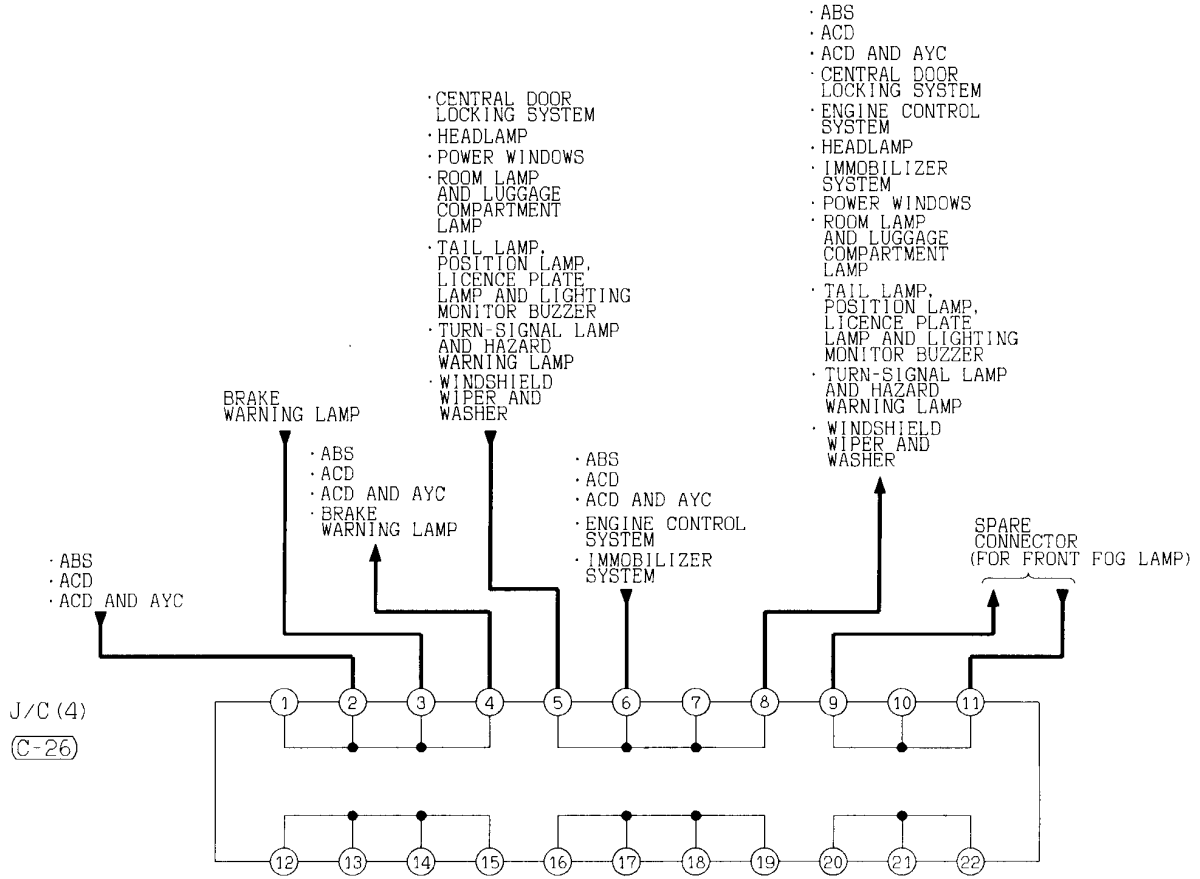 · ABS
· ACD
· ACD AND AYC
· CENTRAL DOOR
LOCKING SYSTEM
· ENGINE CONTROL
SYSTEM
· HEADLAMP
· IMMOBILIZER
SYSTEM
· POWER WINDOWS
· ROOM LAMP
AND LUGGAGE
COMPARTMENT
LAMP
· TAIL LAMP,
POSITION LAMP,
LICENCE PLATE
LAMP AND LIGHTING
MONITOR BUZZER
· TURN-SIGNAL LAMP
AND HAZARD
WARNING LAMP
· WINDSHIELD
WIPER AND
WASHER
· CENTRAL DOOR
LOCKING SYSTEM
· HEADLAMP
· POWER WINDOWS
· ROOM LAMP
AND LUGGAGE
COMPARTMENT
LAMP
· TAIL LAMP,
POSITION LAMP,
LICENCE PLATE
LAMP AND LIGHTING
MONITOR BUZZER
· TURN-SIGNAL LAMP
AND HAZARD
WARNING LAMP
· WINDSHIELD
WIPER AND
WASHER
BRAKE
WARNING LAMP
· ABS
· ACD
· ACD AND AYC
· BRAKE
WARNING LAMP
· ABS
· ACD
· ACD AND AYC
· ENGINE CONTROL
SYSTEM
· IMMOBILIZER
SYSTEM
SPARE
CONNECTOR
(FOR FRONT FOG LAMP)
· ABS
· ACD
· ACD AND AYC
J/C (4)
C-26
1 2 3 4 5 6 7 8 9 10 11
12 13 14 15 16 17 18 19 20 21 22